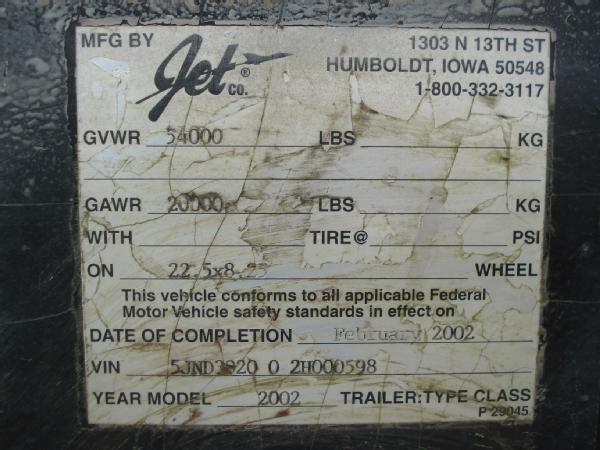 MFG BY Jet ® CO. 1303 N 13TH ST
HUMBOLDT, IOWA 50548
1-800-332-3117
GVWR 54000 LBS KG
GAWR 20000 LBS KG
WITH TIRE@ PSI
ON 22.5x8.25 WHEEL
This vehicle conforms to all applicable Federal
Motor Vehicle safety standards in effect on
DATE OF COMPLETION February 2002
VIN 5JND3920 0 2H000598
YEAR MODEL 2002 TRAILER:TYPE CLASS
P 29045